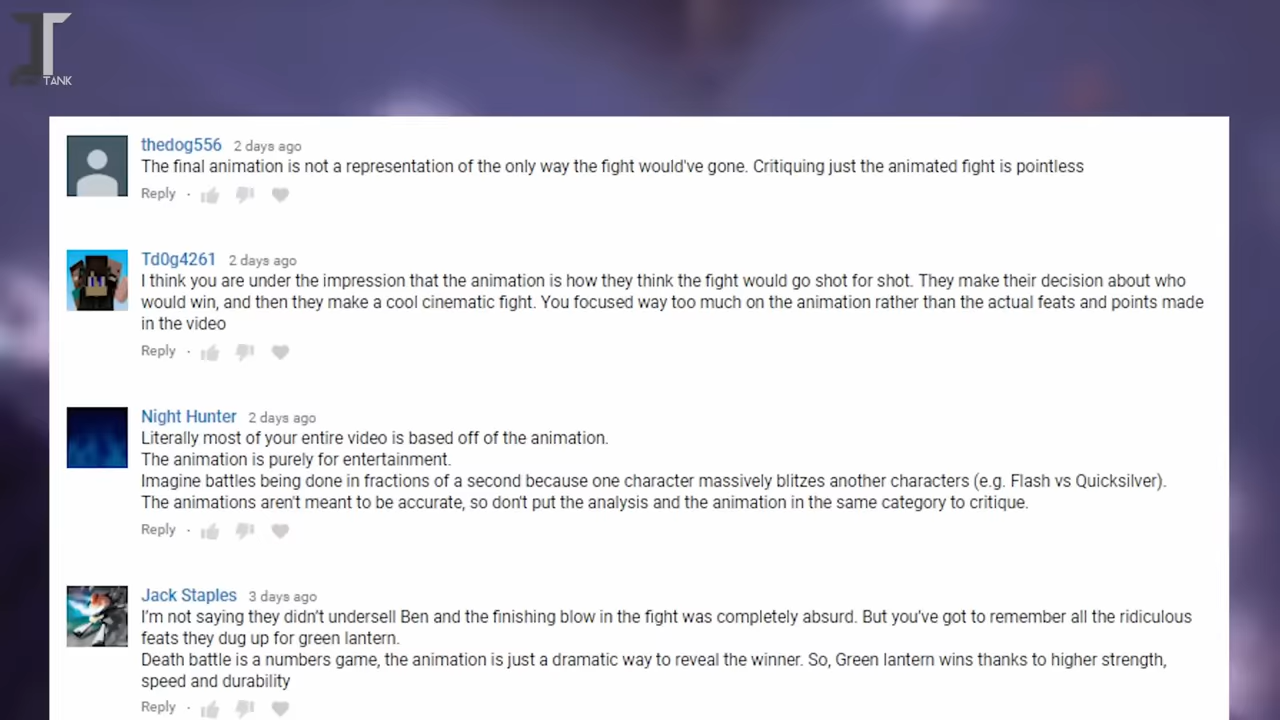 TANK
thedog556 2 days ago
The final animation is not a representation of the only way the fight would've gone. Critiquing just the animated fight is pointless
Reply ·
Td0g4261 2 days ago
I think you are under the impression that the animation is how they think the fight would go shot for shot. They make their decision about who
would win, and then they make a cool cinematic fight. You focused way too much on the animation rather than the actual feats and points made
in the video
Reply ·
Night Hunter 2 days ago
Literally most of your entire video is based off of the animation.
The animation is purely for entertainment.
Imagine battles being done in fractions of a second because one character massively blitzes another characters (e.g. Flash vs Quicksilver).
The animations aren't meant to be accurate, so don't put the analysis and the animation in the same category to critique.
Reply ·
Jack Staples 3 days ago
I'm not saying they didn't undersell Ben and the finishing blow in the fight was completely absurd. But you've got to remember all the ridiculous
feats they dug up for green lantern.
Death battle is a numbers game, the animation is just a dramatic way to reveal the winner. So, Green lantern wins thanks to higher strength,
speed and durability
Reply ·